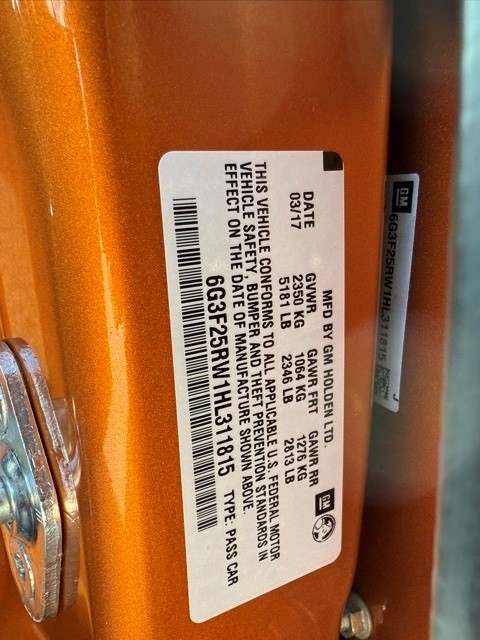 MFD BY GM HOLDEN LTD.
DATE GVWR GAWR FRT GAWR RR
03/17 2350 KG 1064 KG 1276 KG
5181 LB 2346 LB 2813 LB
THIS VEHICLE CONFORMS TO ALL APPLICABLE U.S. FEDERAL MOTOR
VEHICLE SAFETY, BUMPER AND THEFT PREVENTION STANDARDS IN
EFFECT ON THE DATE OF MANUFACTURE SHOWN ABOVE.
6G3F25RW1HL311815 TYPE: PASS CAR
GM
GM
6G3F25RW1HL311815
J